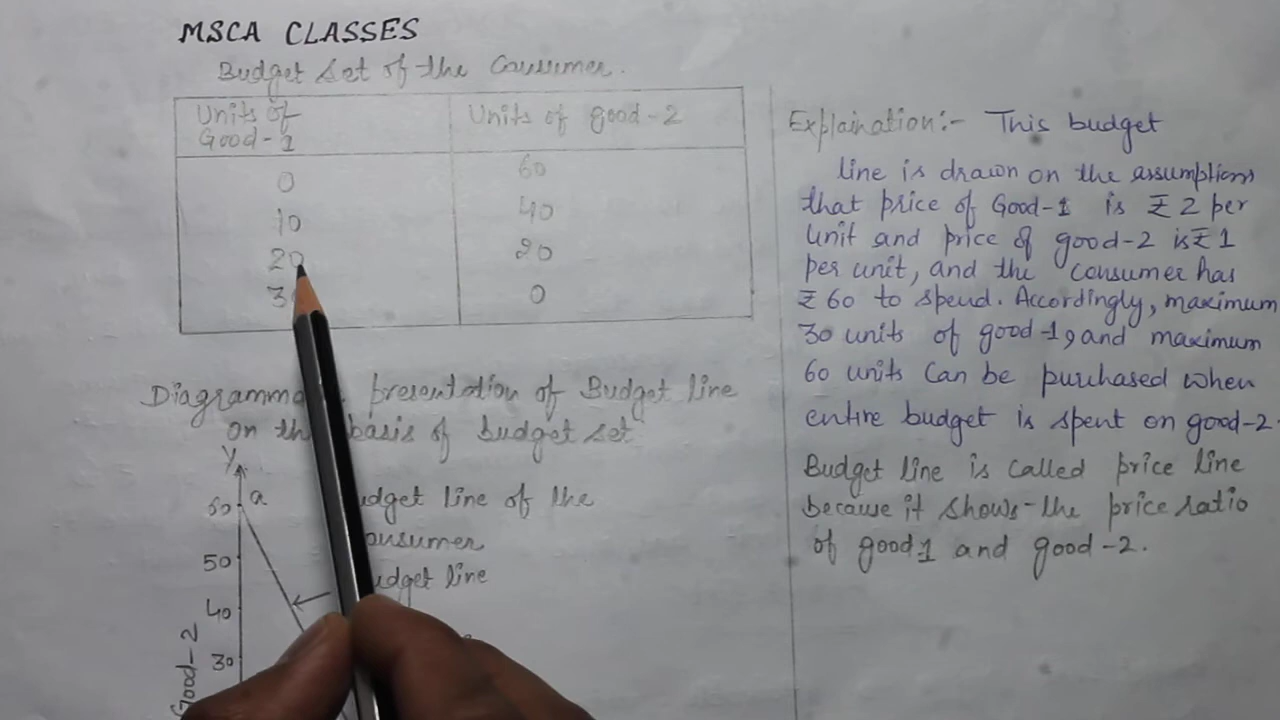 MSCA CLASSES
Budget Set of the Consumer.
Units of Good-1
Units of good-2
0 60
10 40
20 20
0
presentation of Budget line
on the basis of budget set
Y
60 a
line of the
50
line
40
30
Good-2
Explaination:- This budget
line is drawn on the assumptions
that price of Good-1 is ₹2 per
Unit and price of good-2 is ₹1
per unit, and the consumer has
₹60 to spend. Accordingly, maximum
30 units of good-1, and maximum
60 units Can be purchased when
entire budget is spent on good-2.
Budget line is called price line
because it shows-the price ratio
of good1 and good-2.